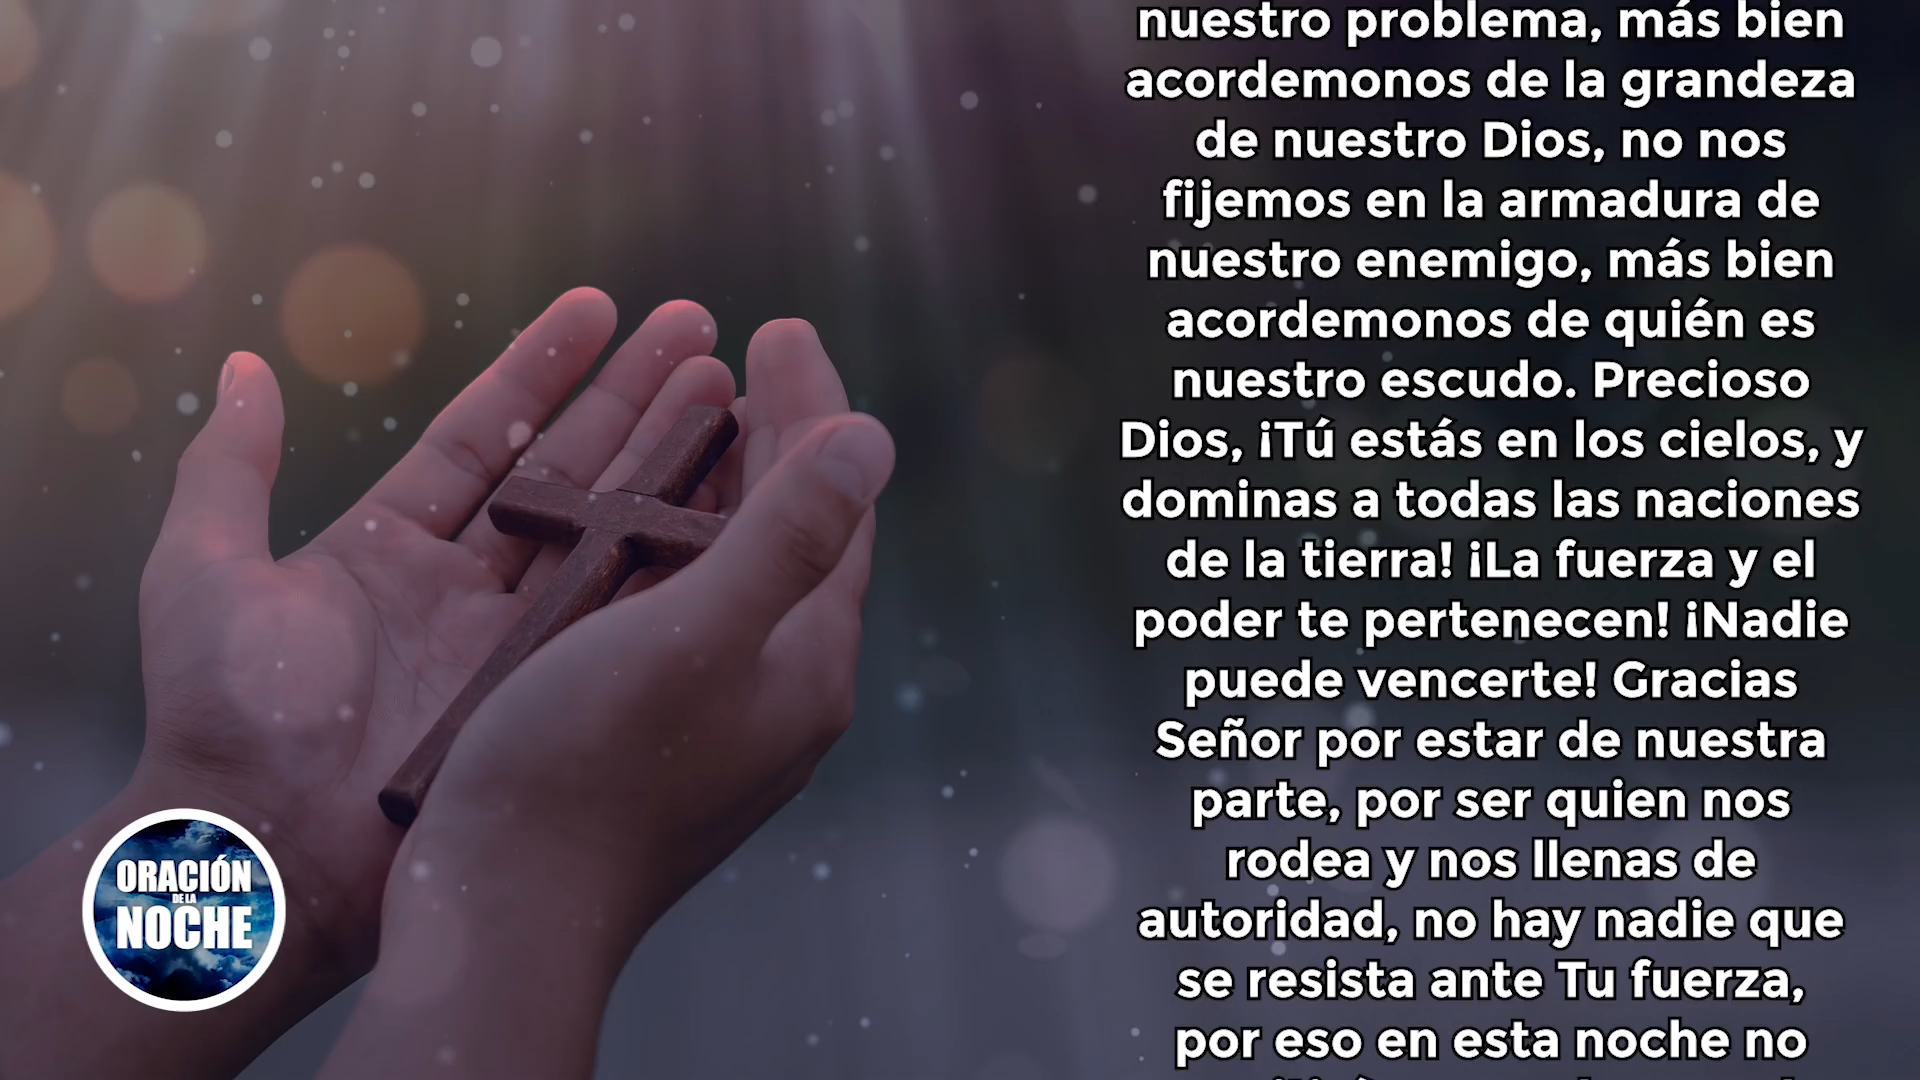 nuestro problema, más bien
acordemonos de la grandeza
de nuestro Dios, no nos
fijemos en la armadura de
nuestro enemigo, más bien
acordemonos de quién es
nuestro escudo. Precioso
Dios, ¡Tú estás en los cielos, y
dominas a todas las naciones
de la tierra! ¡La fuerza y el
poder te pertenecen! ¡Nadie
puede vencerte! Gracias
Señor por estar de nuestra
parte, por ser quien nos
rodea y nos llenas de
autoridad, no hay nadie que
se resista ante Tu fuerza,
por eso en esta noche no
ORACIÓN
DE LA
NOCHE